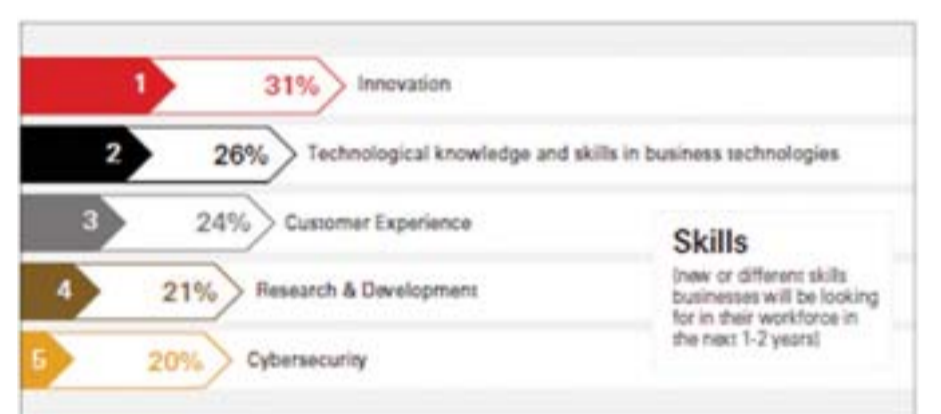 1 31% Innovation
2 26% Technological knowledge and skills in business technologies
3 24% Customer Experience
4 21% Research & Development
5 20% Cybersecurity
Skills
(new or different skills
businesses will be looking
for in their workforce in
the next 1-2 years)